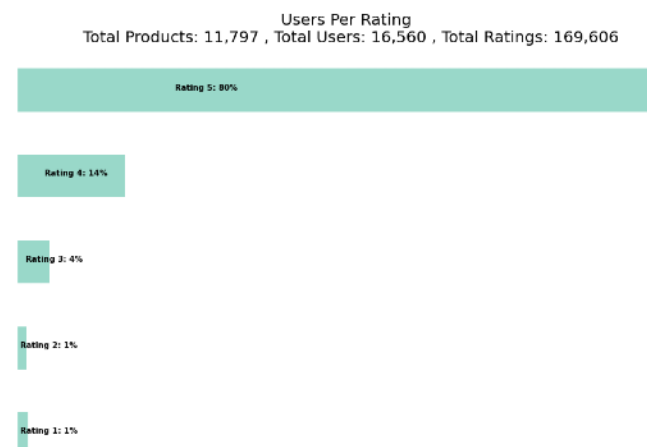 Users Per Rating
Total Products: 11,797 , Total Users: 16,560 , Total Ratings: 169,606
Rating 5: 80%
Rating 4: 14%
Rating 3: 4%
Rating 2: 1%
Rating 1: 1%